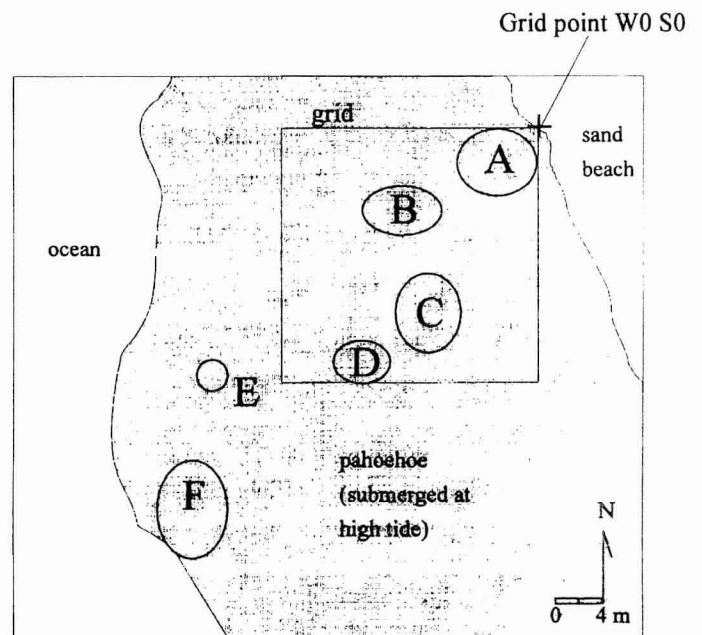 Grid point W0 S0
grid
sand
beach
A
B
ocean
C
D
E
pahoehoe
(submerged at
high tide)
F
N
0 4 m